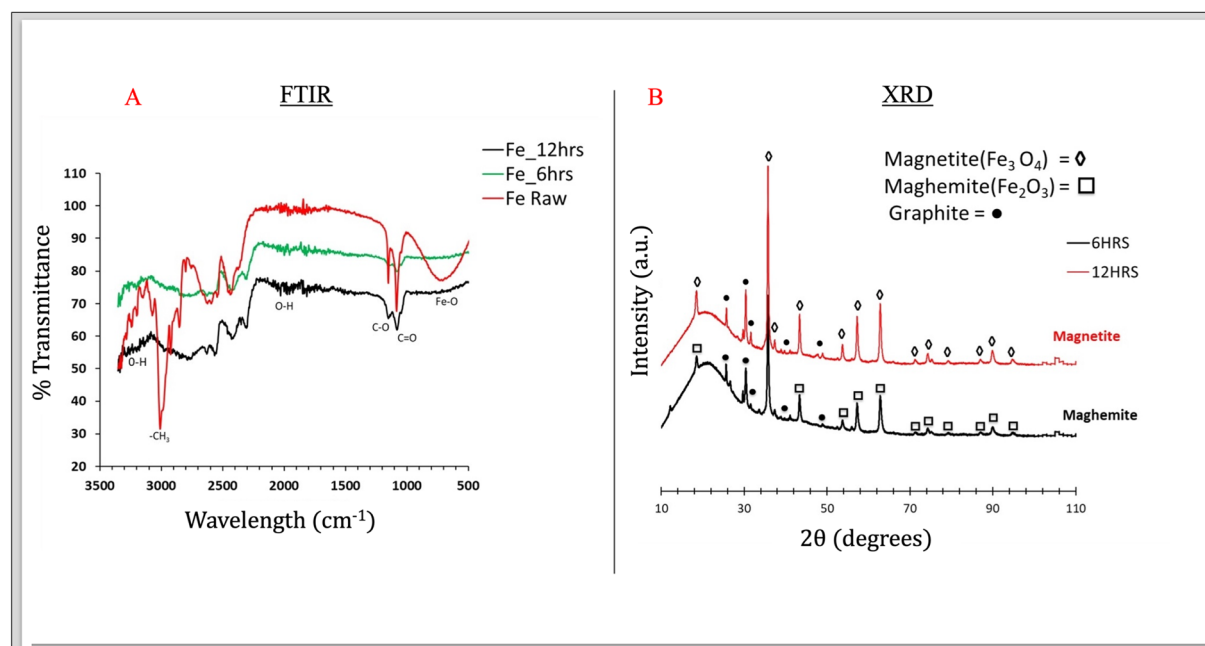 A
FTIR
Fe_12hrs
Fe_6hrs
Fe Raw
% Transmittance
110
100
90
80
70
60
50
40
30
20
O-H
C-O
C=O
Fe-O
O-H
-CH3
3500 3000 2500 2000 1500 1000 500
Wavelength (cm-1)
B
XRD
Magnetite(Fe3 O4) = ◊
Maghemite(Fe2O3) = □
Graphite = •
6HRS
12HRS
Intensity (a.u.)
Magnetite
Maghemite
10 30 50 70 90 110
2θ (degrees)